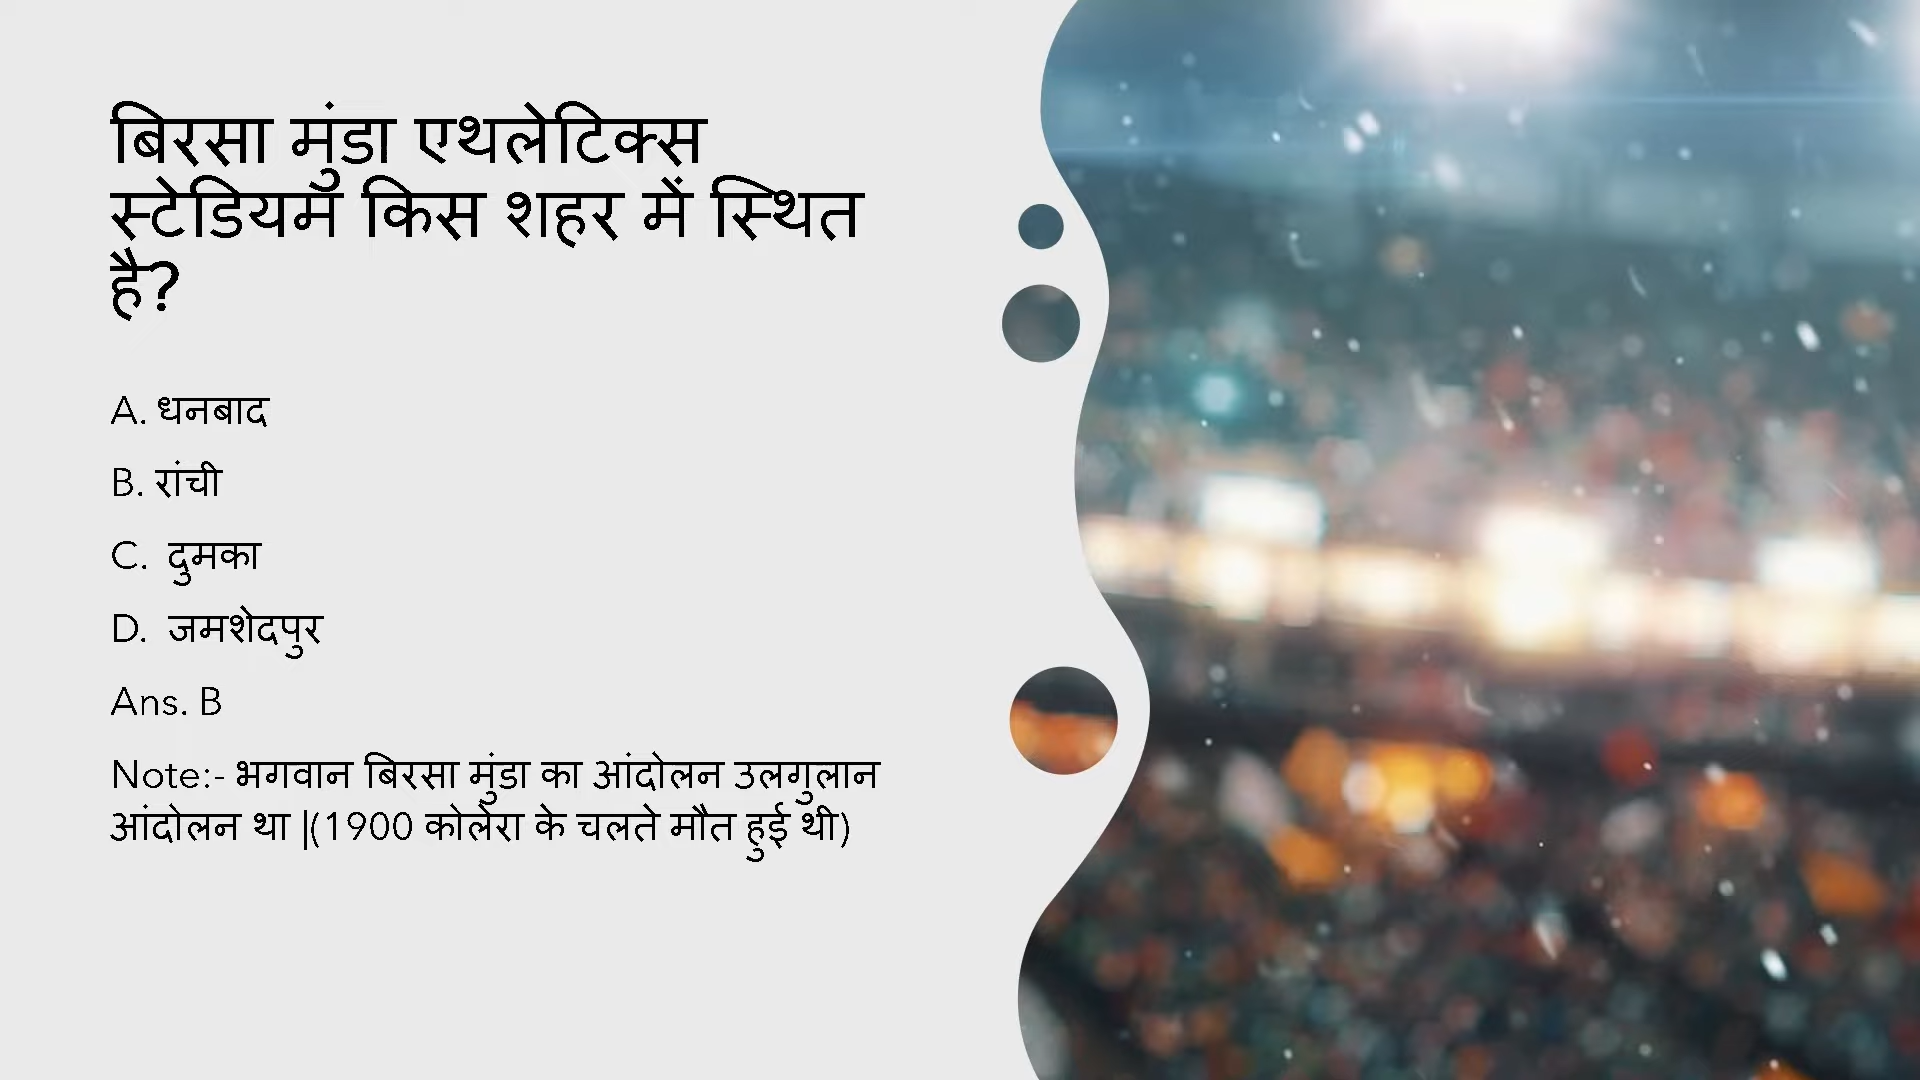 बिरसा मुंडा एथलेटिक्स
स्टेडियम किस शहर में स्थित
है?
A. धनबाद
B. रांची
C. दुमका
D. जमशेदपुर
Ans. B
Note:- भगवान बिरसा मुंडा का आंदोलन उलगुलान
आंदोलन था |(1900 कोलेरा के चलते मौत हुई थी)